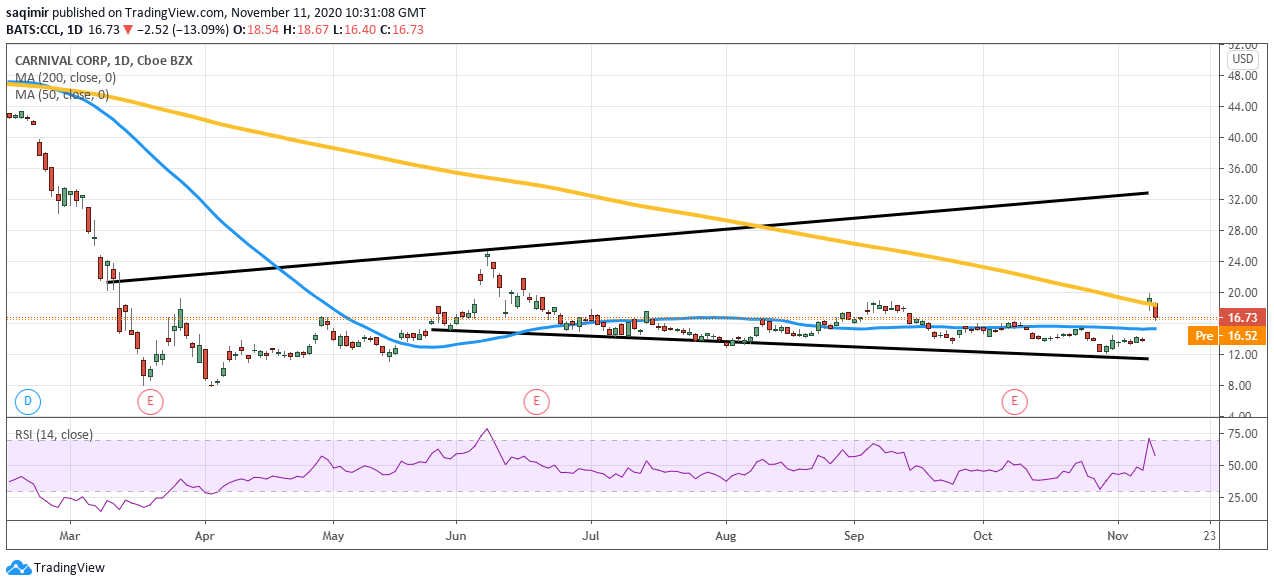 saqimir published on TradingView.com, November 11, 2020 10:31:08 GMT
BATS:CCL, 1D 16.73 ▼ −2.52 (−13.09%) O:18.54 H:18.67 L:16.40 C:16.73
CARNIVAL CORP, 1D, Cboe BZX
MA (200, close, 0)
MA (50, close, 0)
52.00
USD
48.00
44.00
40.00
36.00
32.00
28.00
24.00
20.00
16.73
Pre 16.52
12.00
8.00
4.00
D E E E
RSI (14, close)
75.00
50.00
25.00
Mar Apr May Jun Jul Aug Sep Oct Nov 23
TradingView